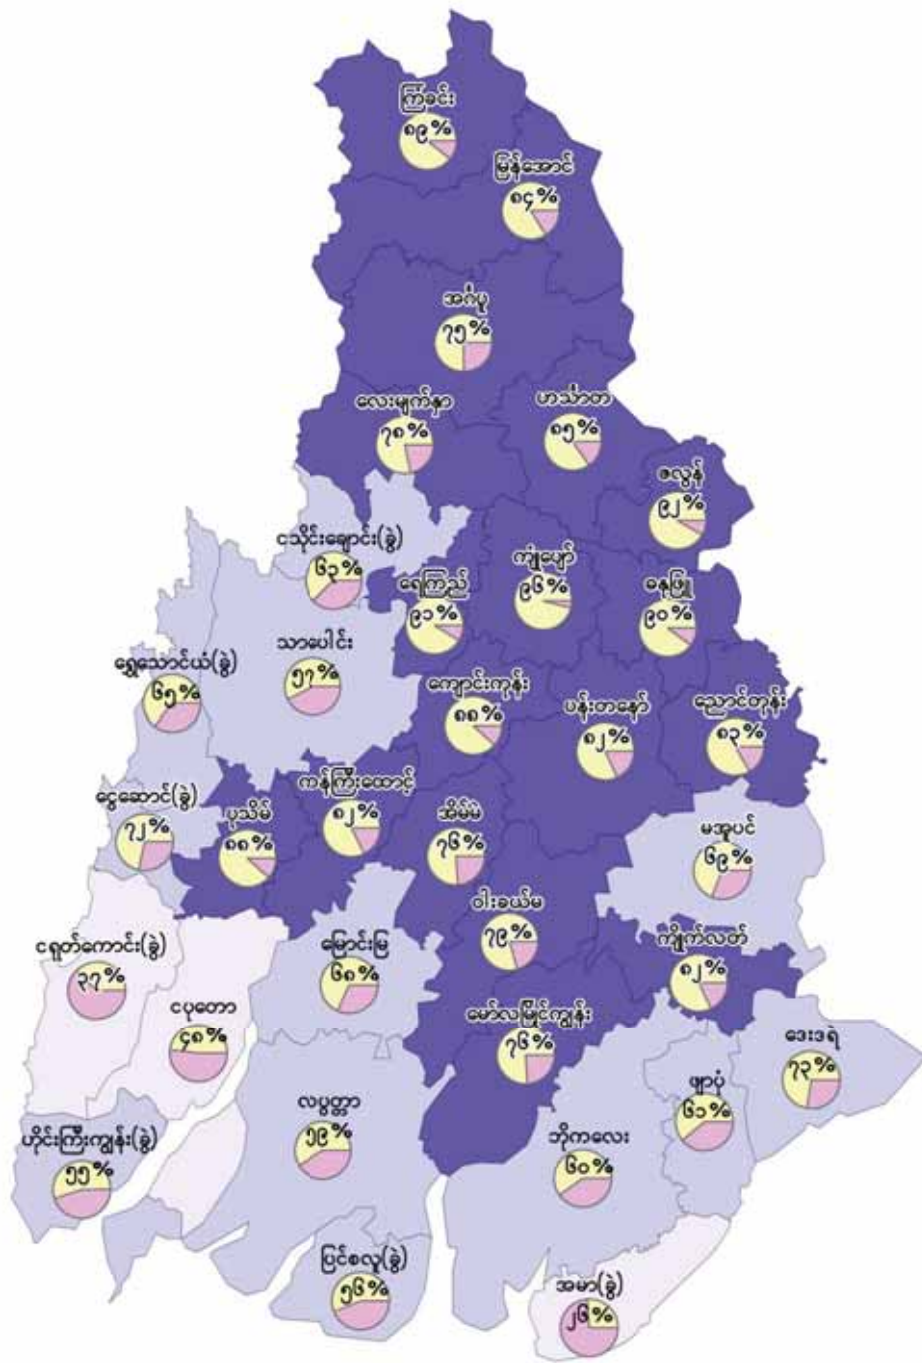 ကြံခင်း
၈၉%
မြန်အောင်
၈၄%
အင်္ဂပူ
၇၅%
လေးမျက်နှာ
၇၈%
ဟင်္သာတ
၈၅%
ဇလွန်
၉၂%
ငသိုင်းချောင်း(ခွဲ)
၆၃%
ရေကြည်
၉၁%
ကျုံပျော်
၉၆%
ဓနုဖြူ
၉၀%
ရွှေသောင်ယံ(ခွဲ)
၆၅%
သာပေါင်း
၅၇%
ကျောင်းကုန်း
၈၈%
ပန်းတနော်
၈၂%
ညောင်တုန်း
၈၃%
ငွေဆောင်(ခွဲ)
၇၂%
ပုသိမ်
၈၈%
ကန်ကြီးထောင့်
၈၂%
အိမ်မဲ
၇၆%
မအူပင်
၆၉%
ဝါးခယ်မ
၇၉%
ကျိုက်လတ်
၈၂%
ငရုတ်ကောင်း(ခွဲ)
၃၇%
ငပုတော
၄၈%
မြောင်းမြ
၆၈%
မော်လမြိုင်ကျွန်း
၇၆%
ဒေးဒရဲ
၇၃%
ဖျာပုံ
၆၁%
ဟိုင်းကြီးကျွန်း(ခွဲ)
၅၅%
လပွတ္တာ
၅၉%
ဘိုကလေး
၆၀%
ပြင်စလူ(ခွဲ)
၅၆%
အမာ(ခွဲ)
၂၆%